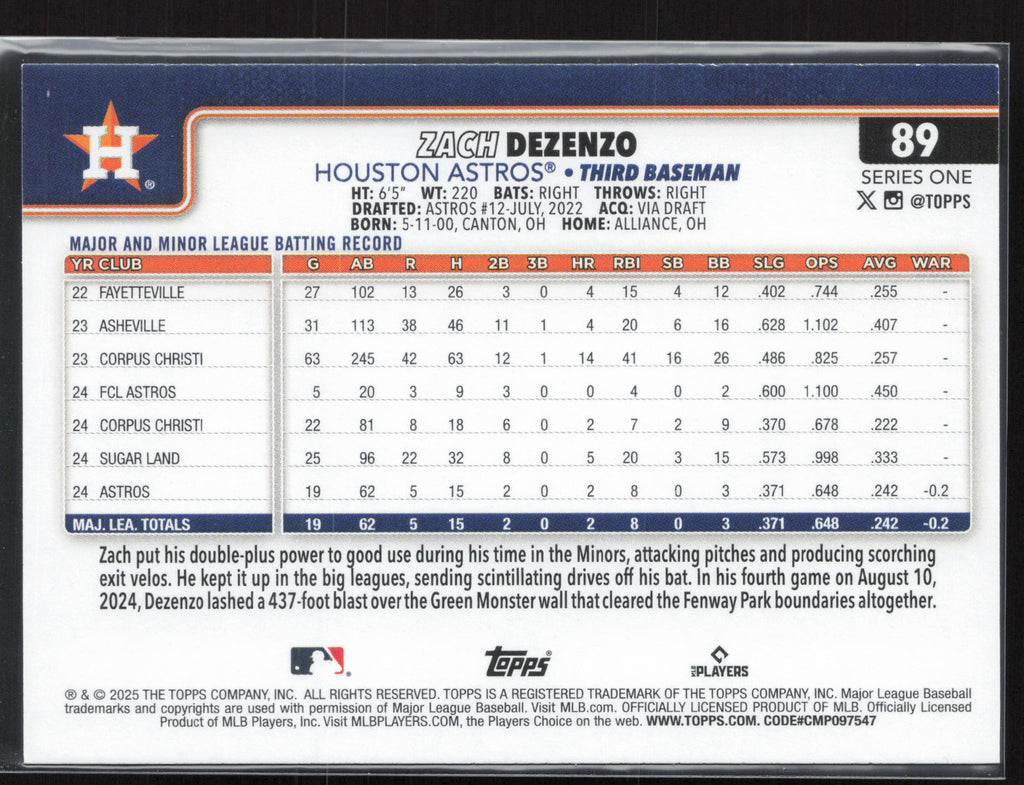 H®
ZACH DEZENZO
89
HOUSTON ASTROS® • THIRD BASEMAN
SERIES ONE
HT: 6'5" WT: 220 BATS: RIGHT THROWS: RIGHT
@TOPPS
DRAFTED: ASTROS #12-JULY, 2022 ACQ: VIA DRAFT
BORN: 5-11-00, CANTON, OH HOME: ALLIANCE, OH
MAJOR AND MINOR LEAGUE BATTING RECORD
YR CLUB G AB R H 2B 3B HR RBI SB BB SLG OPS AVG WAR
22 FAYETTEVILLE 27 102 13 26 3 0 4 15 4 12 .402 .744 .255 -
23 ASHEVILLE 31 113 38 46 11 1 4 20 6 16 .628 1.102 .407 -
23 CORPUS CHRISTI 63 245 42 63 12 1 14 41 16 26 .486 .825 .257 -
24 FCL ASTROS 5 20 3 9 3 0 0 4 0 2 .600 1.100 .450 -
24 CORPUS CHRISTI 22 81 8 18 6 0 2 7 2 9 .370 .678 .222 -
24 SUGAR LAND 25 96 22 32 8 0 5 20 3 15 .573 .998 .333 -
24 ASTROS 19 62 5 15 2 0 2 8 0 3 .371 .648 .242 -0.2
MAJ. LEA. TOTALS 19 62 5 15 2 0 2 8 0 3 .371 .648 .242 -0.2
Zach put his double-plus power to good use during his time in the Minors, attacking pitches and producing scorching
exit velos. He kept it up in the big leagues, sending scintillating drives off his bat. In his fourth game on August 10,
2024, Dezenzo lashed a 437-foot blast over the Green Monster wall that cleared the Fenway Park boundaries altogether.
TOPPS® MLB PLAYERS
® & © 2025 THE TOPPS COMPANY, INC. ALL RIGHTS RESERVED. TOPPS IS A REGISTERED TRADEMARK OF THE TOPPS COMPANY, INC. Major League Baseball
trademarks and copyrights are used with permission of Major League Baseball. Visit MLB.com. OFFICIALLY LICENSED PRODUCT OF MLB. Officially Licensed
Product of MLB Players, Inc. Visit MLBPLAYERS.COM, the Players Choice on the web. WWW.TOPPS.COM. CODE#CMP097547